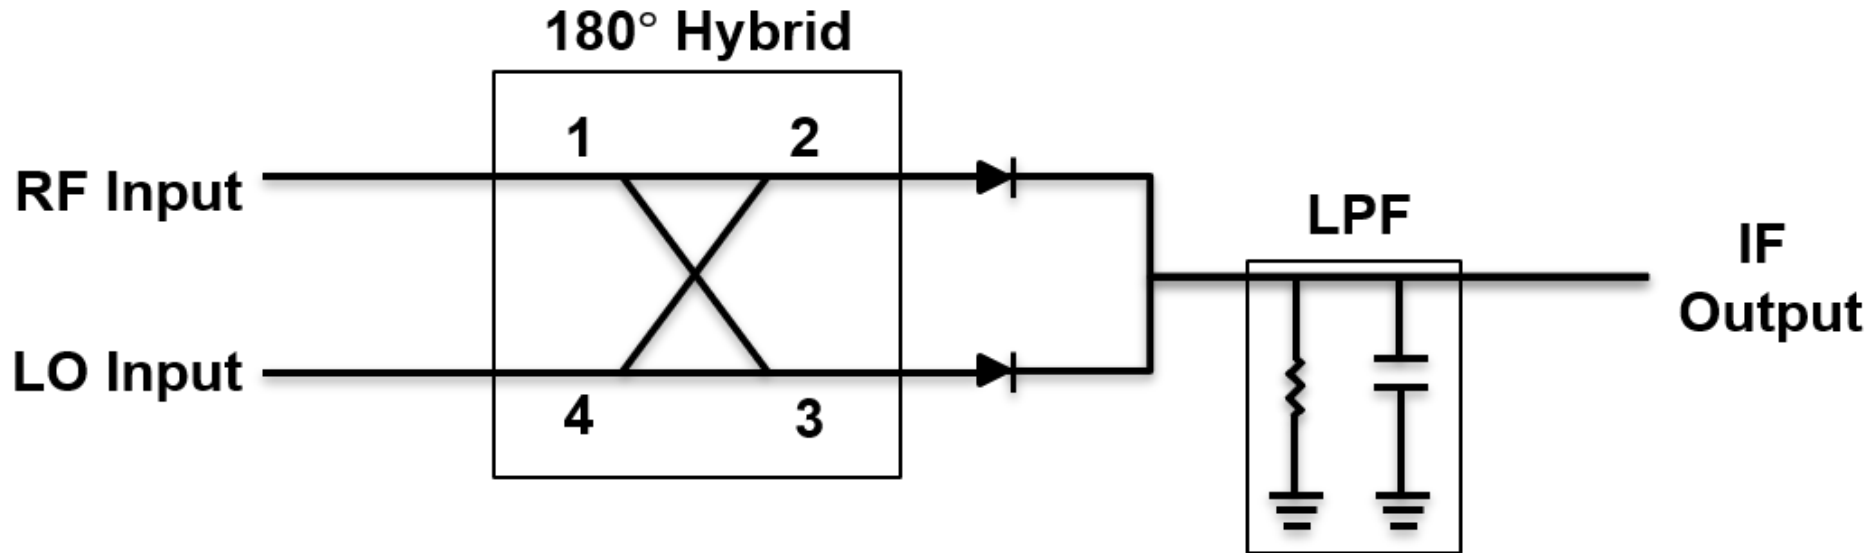 180° Hybrid
1
2
RF Input
LPF
IF
Output
LO Input
4
3